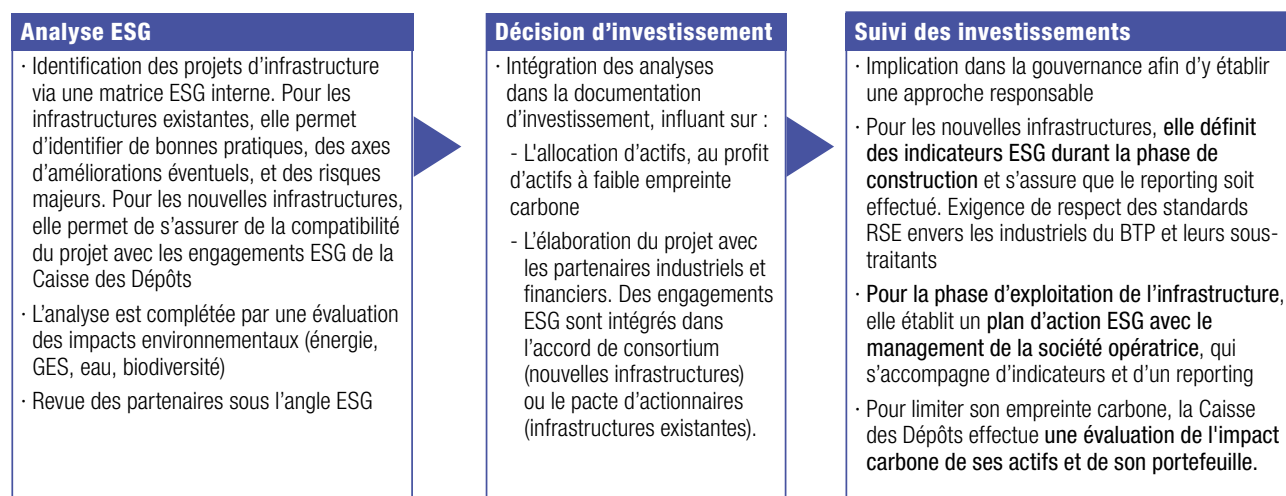 Analyse ESG
· Identification des projets d'infrastructure
via une matrice ESG interne. Pour les
infrastructures existantes, elle permet
d'identifier de bonnes pratiques, des axes
d'améliorations éventuels, et des risques
majeurs. Pour les nouvelles infrastructures,
elle permet de s'assurer de la compatibilité
du projet avec les engagements ESG de la
Caisse des Dépôts
· L'analyse est complétée par une évaluation
des impacts environnementaux (énergie,
GES, eau, biodiversité)
· Revue des partenaires sous l'angle ESG
Décision d'investissement
· Intégration des analyses
dans la documentation
d'investissement, influant sur :
- L'allocation d'actifs, au profit
d'actifs à faible empreinte
carbone
- L'élaboration du projet avec
les partenaires industriels et
financiers. Des engagements
ESG sont intégrés dans
l'accord de consortium
(nouvelles infrastructures)
ou le pacte d'actionnaires
(infrastructures existantes).
Suivi des investissements
· Implication dans la gouvernance afin d'y établir
une approche responsable
· Pour les nouvelles infrastructures, elle définit
des indicateurs ESG durant la phase de
construction et s'assure que le reporting soit
effectué. Exigence de respect des standards
RSE envers les industriels du BTP et leurs sous-
traitants
· Pour la phase d'exploitation de l'infrastructure,
elle établit un plan d'action ESG avec le
management de la société opératrice, qui
s'accompagne d'indicateurs et d'un reporting
· Pour limiter son empreinte carbone, la Caisse
des Dépôts effectue une évaluation de l'impact
carbone de ses actifs et de son portefeuille.